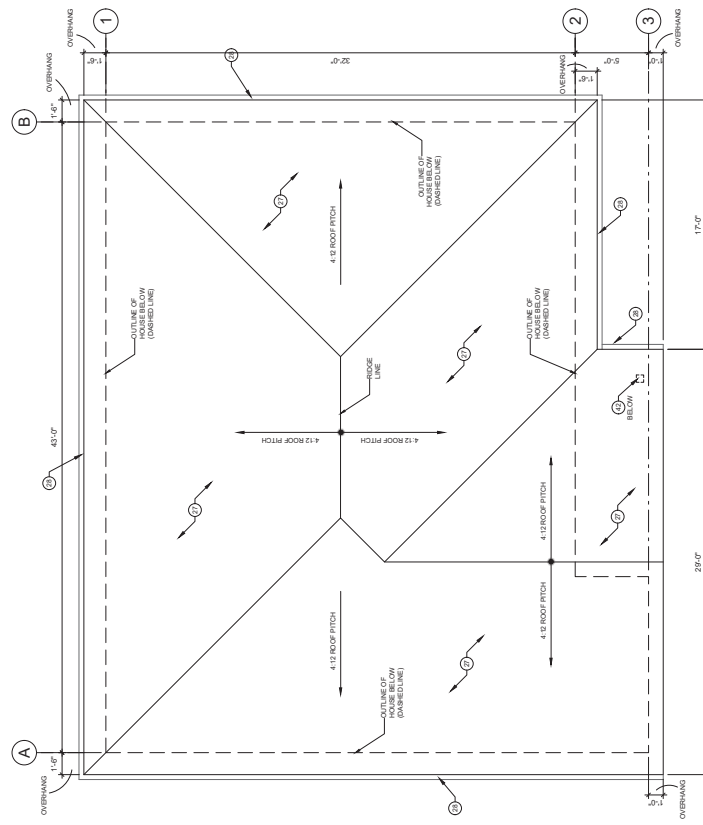 OVERHANG
1'-6"
32'-0"
5'-0"
1'-0"
OVERHANG
1
2
3
OVERHANG
1'-6"
OVERHANG
1'-6"
28
B
OUTLINE OF
HOUSE BELOW
(DASHED LINE)
27
4:12 ROOF PITCH
OUTLINE OF
HOUSE BELOW
(DASHED LINE)
28
17'-0"
28
OUTLINE OF
HOUSE BELOW
(DASHED LINE)
27
RIDGE
LINE
42
BELOW
43'-0"
28
4:12 ROOF PITCH
4:12 ROOF PITCH
27
4:12 ROOF PITCH
27
29'-0"
4:12 ROOF PITCH
4:12 ROOF PITCH
27
OUTLINE OF
HOUSE BELOW
(DASHED LINE)
A
1'-6"
OVERHANG
28
1'-0"
OVERHANG